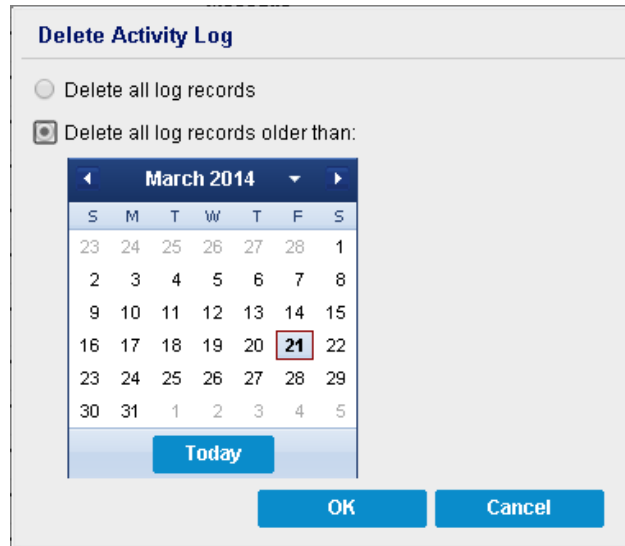 Delete Activity Log
Delete all log records
Delete all log records older than:
March 2014
S M T W T F S
23 24 25 26 27 28 1
2 3 4 5 6 7 8
9 10 11 12 13 14 15
16 17 18 19 20 21 22
23 24 25 26 27 28 29
30 31 1 2 3 4 5
Today
OK Cancel